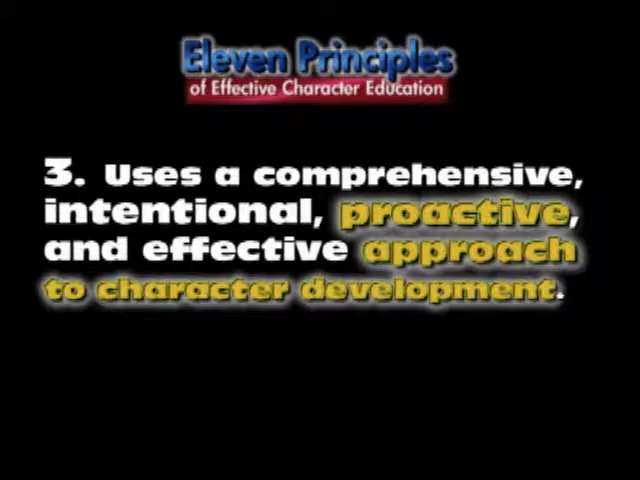 Eleven Principles
of Effective Character Education
3. Uses a comprehensive,
intentional, proactive,
and effective approach
to character development.